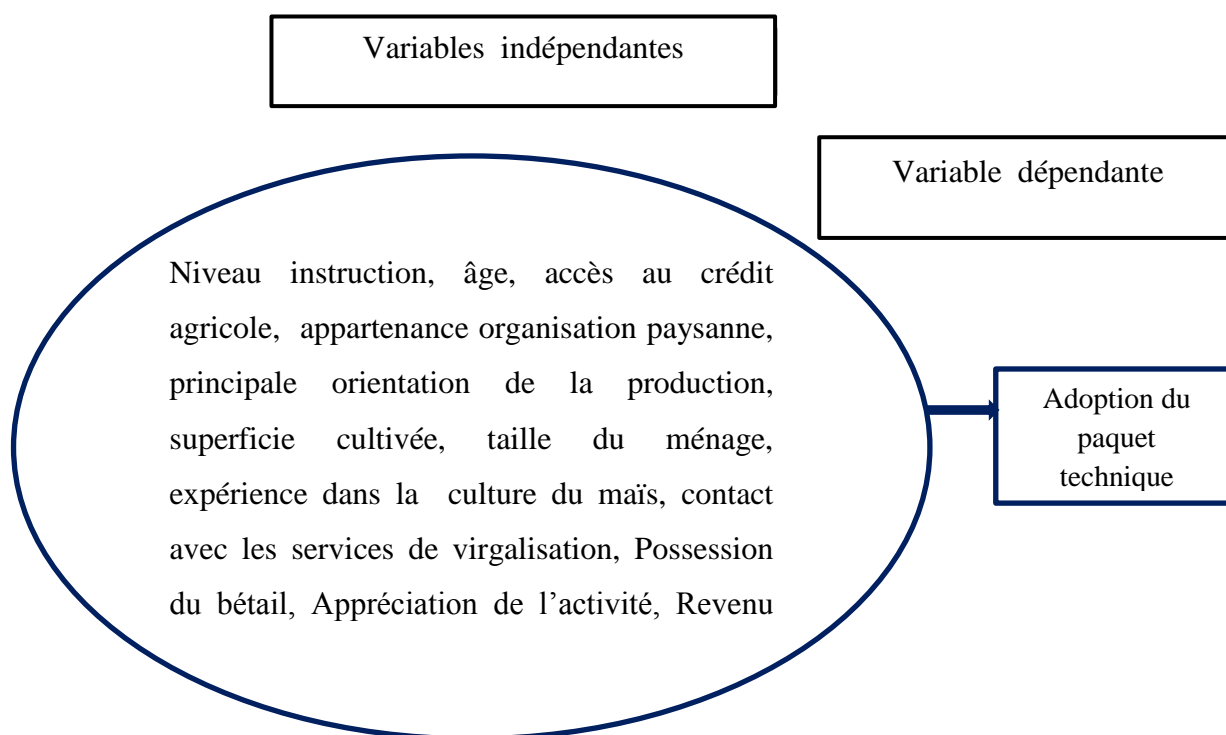 Variables indépendantes
Variable dépendante
Niveau instruction, âge, accès au crédit
agricole, appartenance organisation paysanne,
principale orientation de la production,
superficie cultivée, taille du ménage,
expérience dans la culture du maïs, contact
avec les services de virgalisation, Possession
du bétail, Appréciation de l’activité, Revenu
Adoption du
paquet
technique